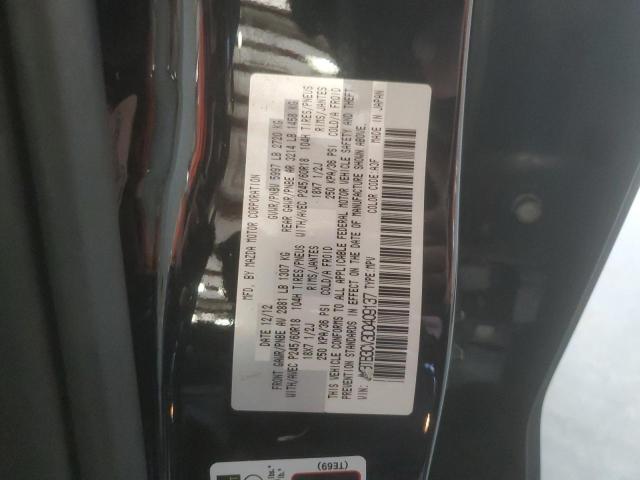 MFD. BY MAZDA MOTOR CORPORATION
DATE 12/12 GVWR/PNBV 5997 LB 2720 KG
FRONT GAWR/PNBE AV 2881 LB 1307 KG REAR GAWR/PNBE AR 3214 LB 1458 KG
WITH/AVEC P245/60R18 104H TIRES/PNEUS WITH/AVEC P245/60R18 104H TIRES/PNEUS
18X7 1/2J RIMS/JANTES 18X7 1/2J RIMS/JANTES
250 KPA/36 PSI COLD/A FROID 250 KPA/36 PSI COLD/A FROID
THIS VEHICLE CONFORMS TO ALL APPLICABLE FEDERAL MOTOR VEHICLE SAFETY AND THEFT
PREVENTION STANDARDS IN EFFECT ON THE DATE OF MANUFACTURE SHOWN ABOVE.
VIN: JM3TB3CV3D0409137 TYPE:MPV COLOR CODE: A3F MADE IN JAPAN
(TE69)